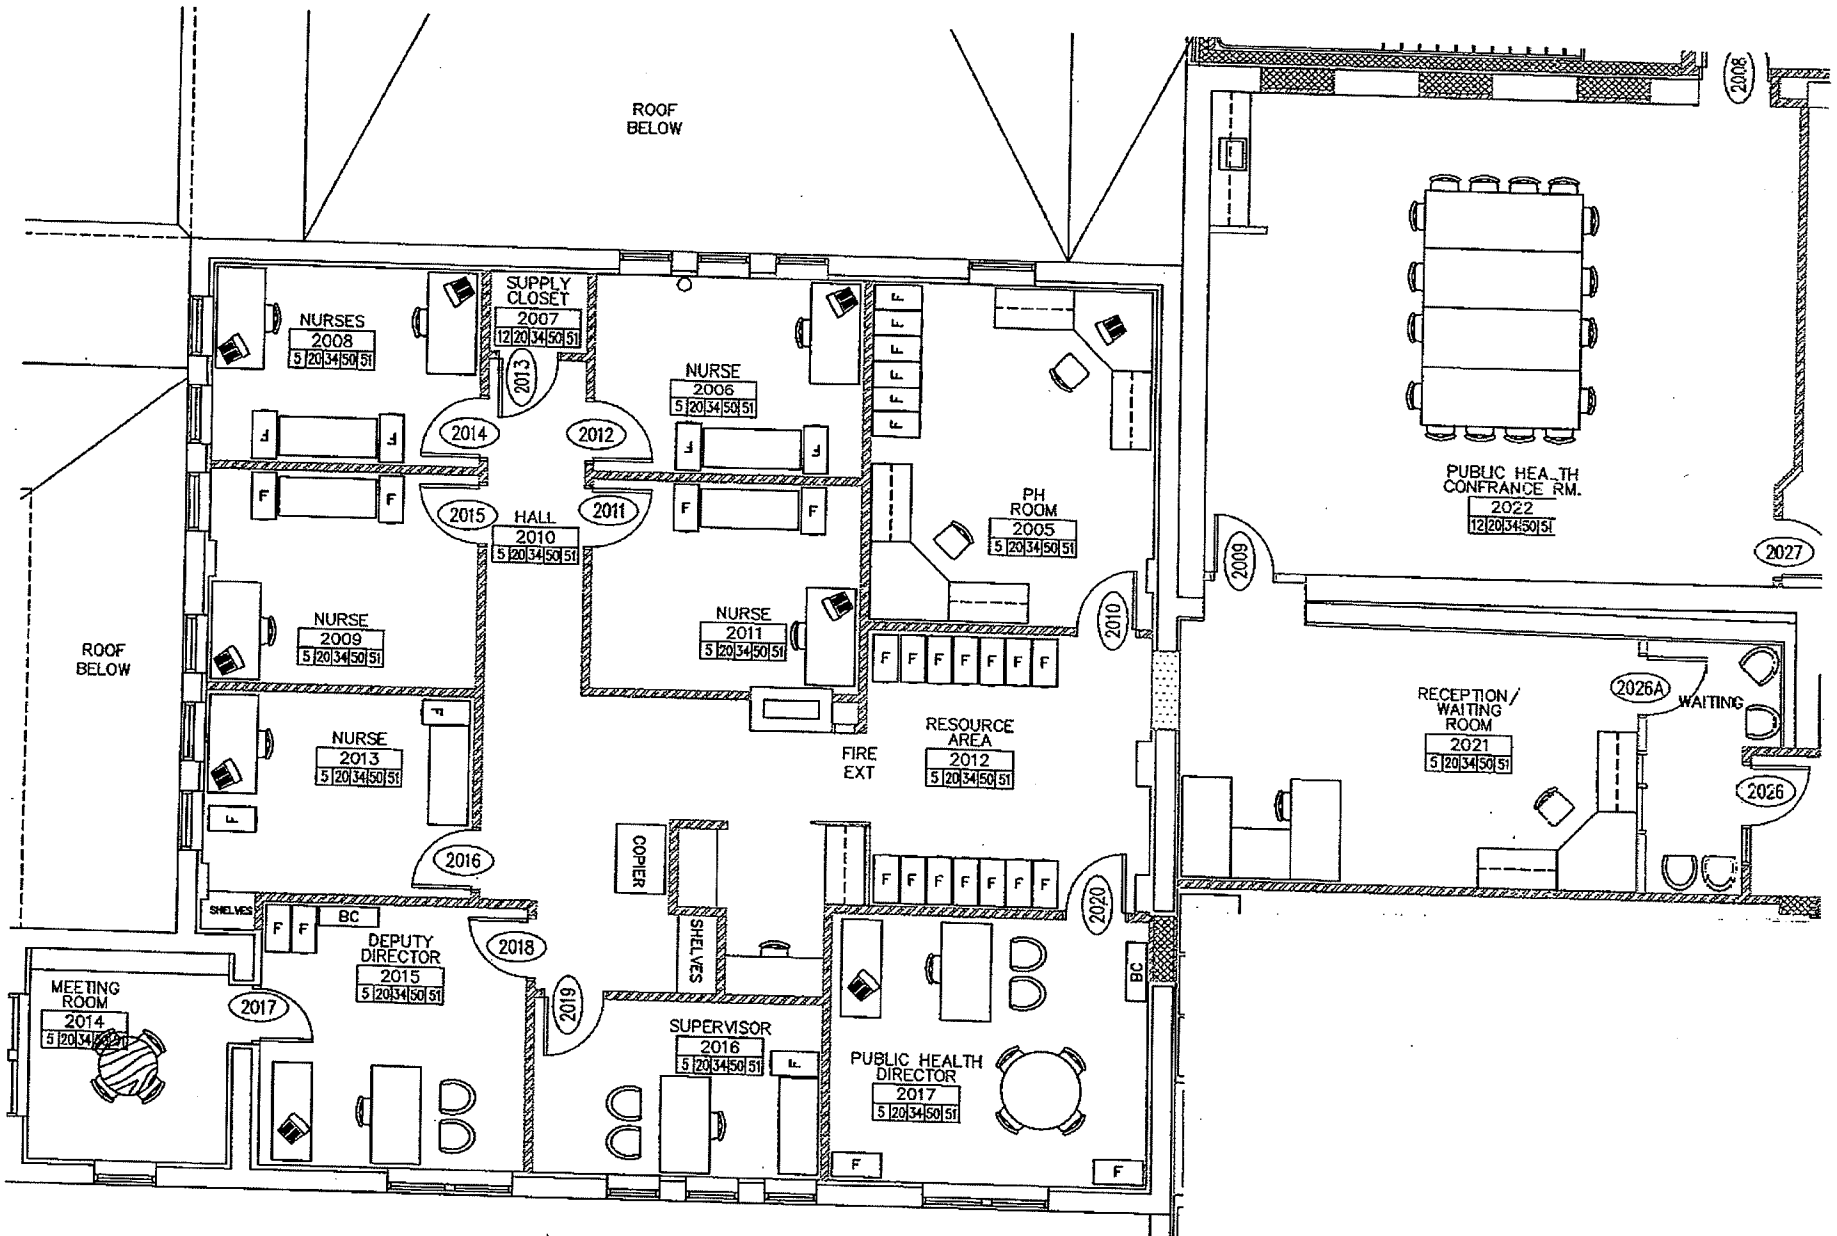 ROOF
BELOW
2008
SUPPLY
CLOSET
2007
12 20 34 50 51
NURSES
2008
5 20 34 50 51
2013
NURSE
2006
5 20 34 50 51
F
F
F
F
F
F
2014
2012
F
F
F
F
F
F
F
F
2015
2011
HALL
2010
5 20 34 50 51
PH
ROOM
2005
5 20 34 50 51
PUBLIC HEA_TH
CONFRANCE RM.
2022
12 20 34 50 51
2009
2027
NURSE
2009
5 20 34 50 51
NURSE
2011
5 20 34 50 51
2010
ROOF
BELOW
F F F F F F F
2026A
WAITING
RECEPTION/
WAITING
ROOM
2021
5 20 34 50 51
2026
F
NURSE
2013
5 20 34 50 51
F
FIRE
EXT
RESOURCE
AREA
2012
5 20 34 50 51
2016
COPIER
F F F F F F F
2020
SHELVES
F F
BC
DEPUTY
DIRECTOR
2015
5 20 34 50 51
2018
SHELVES
BC
MEETING
ROOM
2014
5 20 34 50 51
2017
2019
SUPERVISOR
2016
5 20 34 50 51
F
PUBLIC HEALTH
DIRECTOR
2017
5 20 34 50 51
F
F